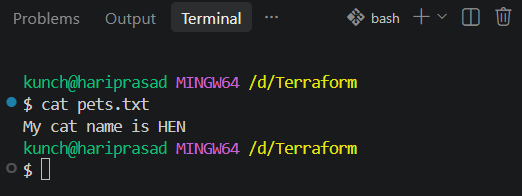 Problems Output Terminal ··· bash
kunch@hariprasad MINGW64 /d/Terraform
$ cat pets.txt
My cat name is HEN
kunch@hariprasad MINGW64 /d/Terraform
$